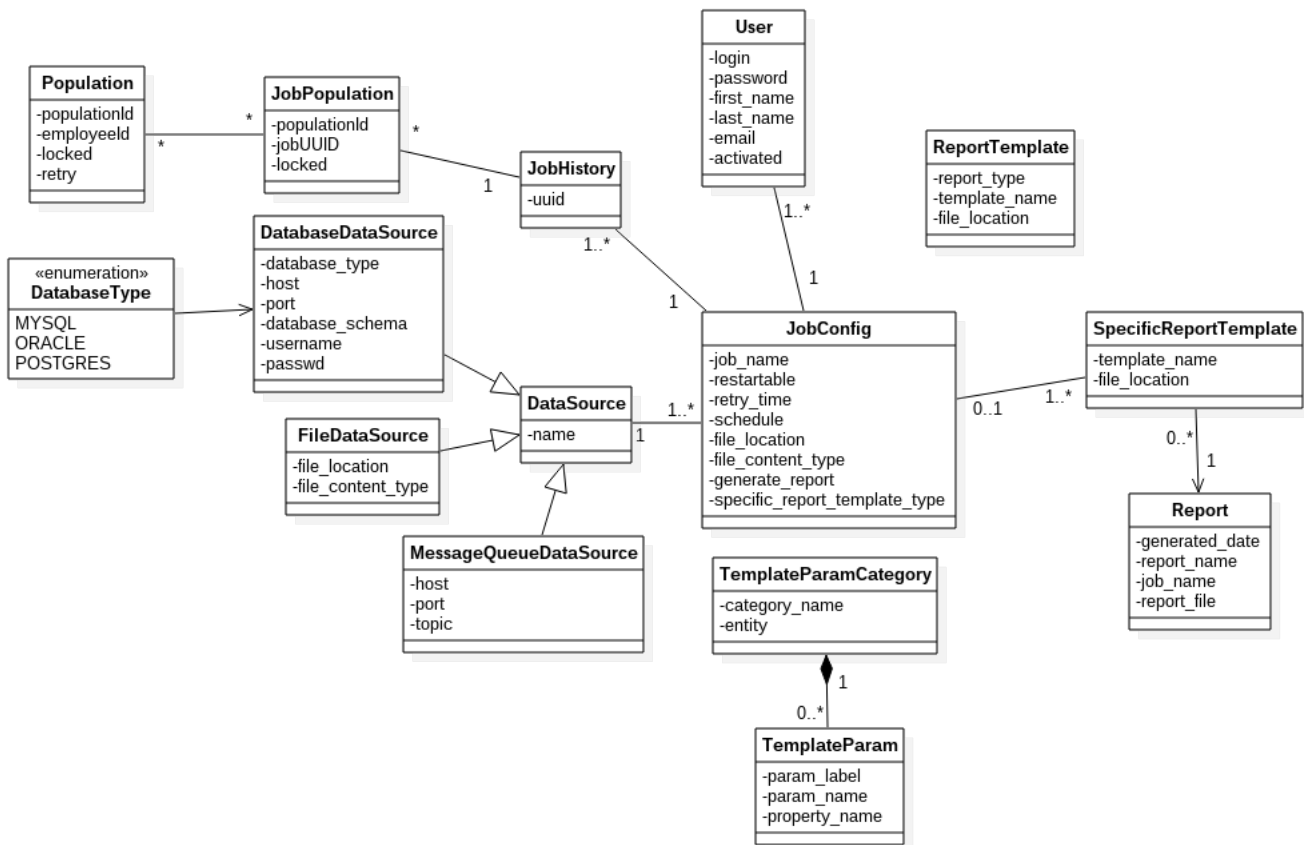 User
-login
-password
-first_name
-last_name
-email
-activated
Population
-populationId
-employeeId
-locked
-retry
*
*
JobPopulation
-populationId
-jobUUID
-locked
*
1
JobHistory
-uuid
1..*
1
1..*
1
ReportTemplate
-report_type
-template_name
-file_location
«enumeration»
DatabaseType
MYSQL
ORACLE
POSTGRES
DatabaseDataSource
-database_type
-host
-port
-database_schema
-username
-passwd
JobConfig
-job_name
-restartable
-retry_time
-schedule
-file_location
-file_content_type
-generate_report
-specific_report_template_type
SpecificReportTemplate
-template_name
-file_location
0..1
1..*
DataSource
-name
1
1..*
FileDataSource
-file_location
-file_content_type
0..*
1
Report
-generated_date
-report_name
-job_name
-report_file
MessageQueueDataSource
-host
-port
-topic
TemplateParamCategory
-category_name
-entity
1
0..*
TemplateParam
-param_label
-param_name
-property_name